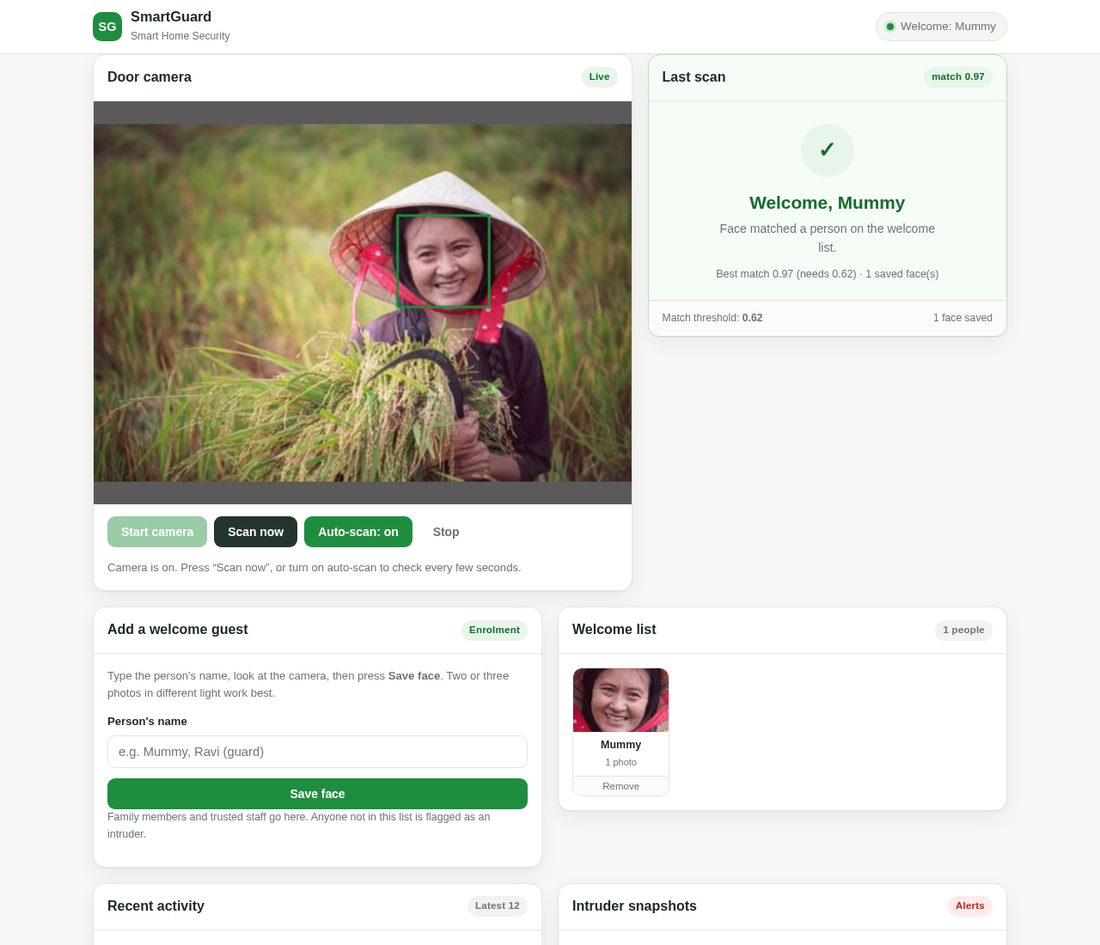 SG
SmartGuard
Smart Home Security
Welcome: Mummy
Door camera
Live
Last scan
match 0.97
✓
Welcome, Mummy
Face matched a person on the welcome
list.
Best match 0.97 (needs 0.62) · 1 saved face(s)
Match threshold: 0.62
1 face saved
Start camera
Scan now
Auto-scan: on
Stop
Camera is on. Press “Scan now”, or turn on auto-scan to check every few seconds.
Add a welcome guest
Enrolment
Type the person's name, look at the camera, then press Save face. Two or three
photos in different light work best.
Person's name
e.g. Mummy, Ravi (guard)
Save face
Family members and trusted staff go here. Anyone not in this list is flagged as an
intruder.
Welcome list
1 people
Mummy
1 photo
Remove
Recent activity
Latest 12
Intruder snapshots
Alerts